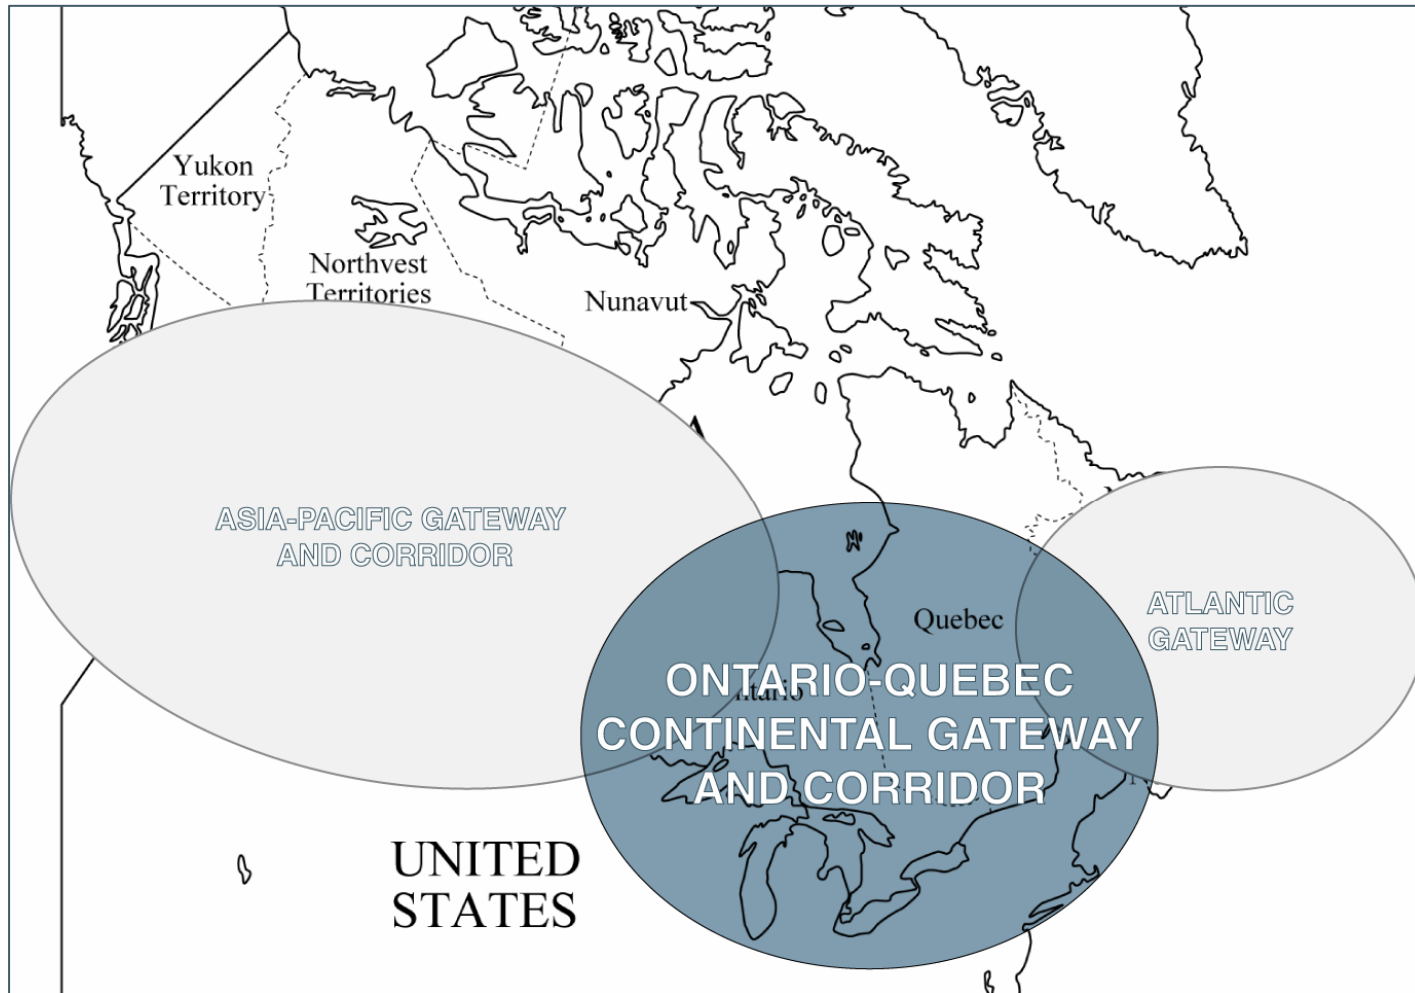 Yukon
Territory
Northvest
Territories
Nunavut
ASIA-PACIFIC GATEWAY
AND CORRIDOR
ATLANTIC
GATEWAY
Quebec
ONTARIO-QUEBEC
ntario
CONTINENTAL GATEWAY
AND CORRIDOR
UNITED
STATES